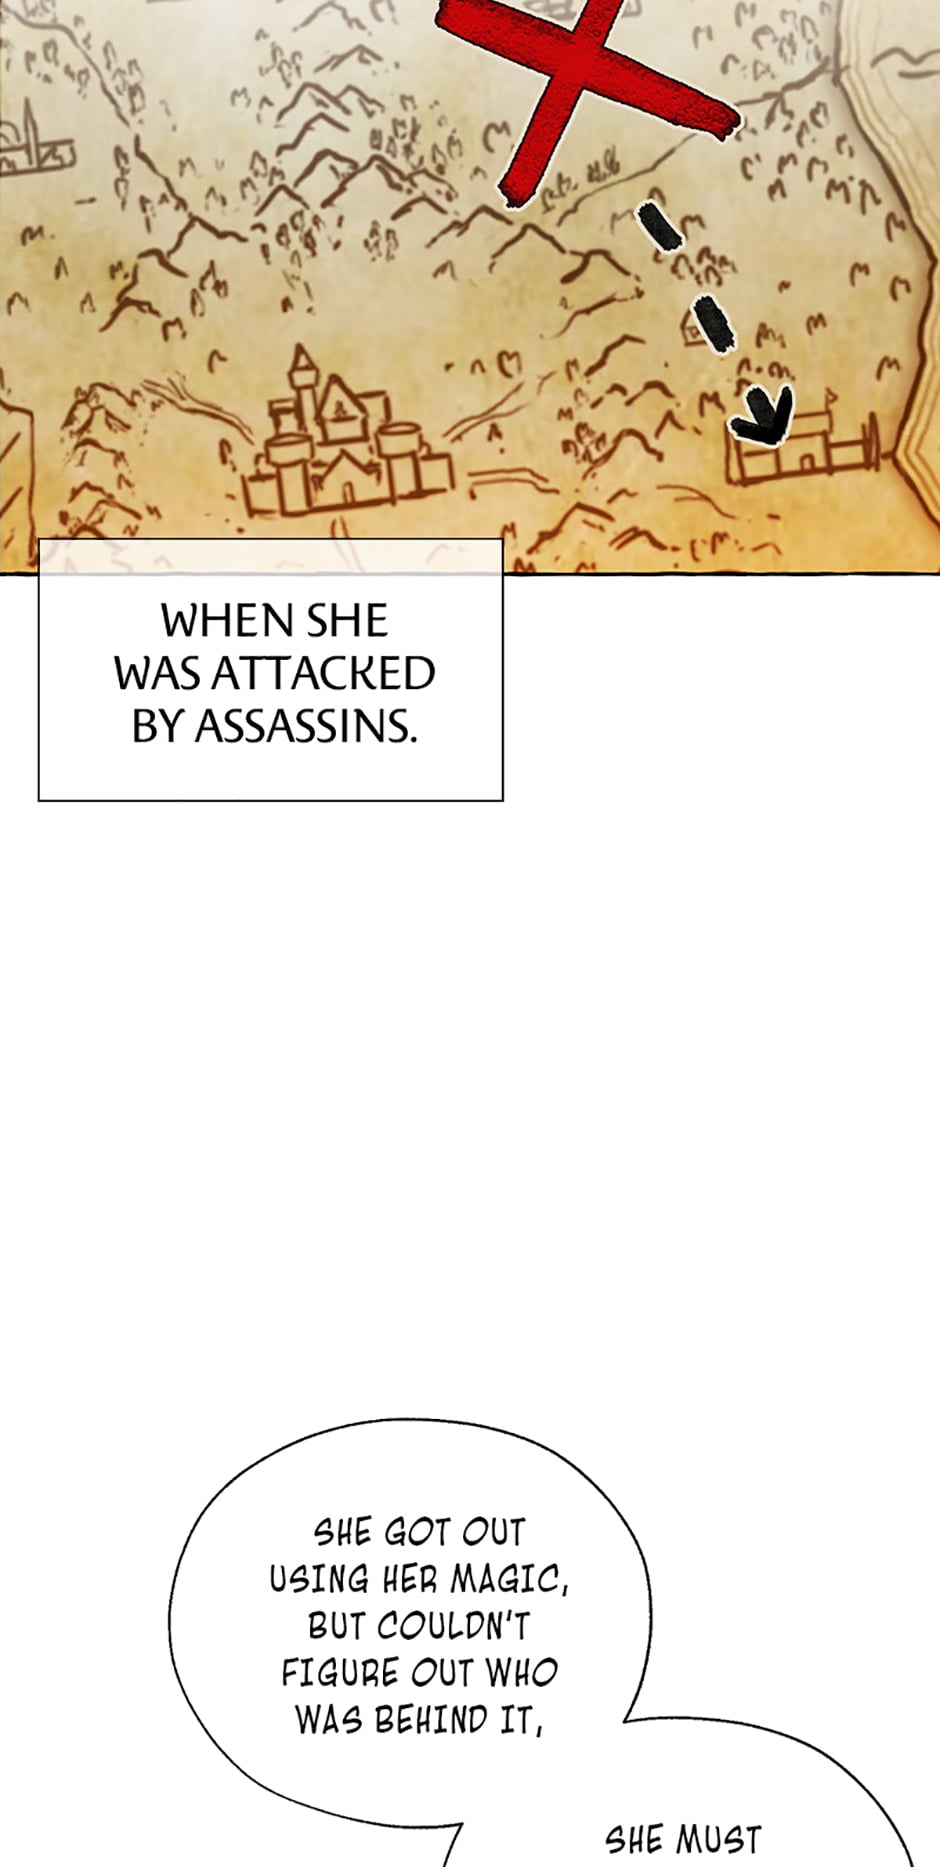 WHEN SHE
WAS ATTACKED
BY ASSASSINS.
SHE GOT OUT
USING HER MAGIC,
BUT COULDN'T
FIGURE OUT WHO
WAS BEHIND IT,
SHE MUST